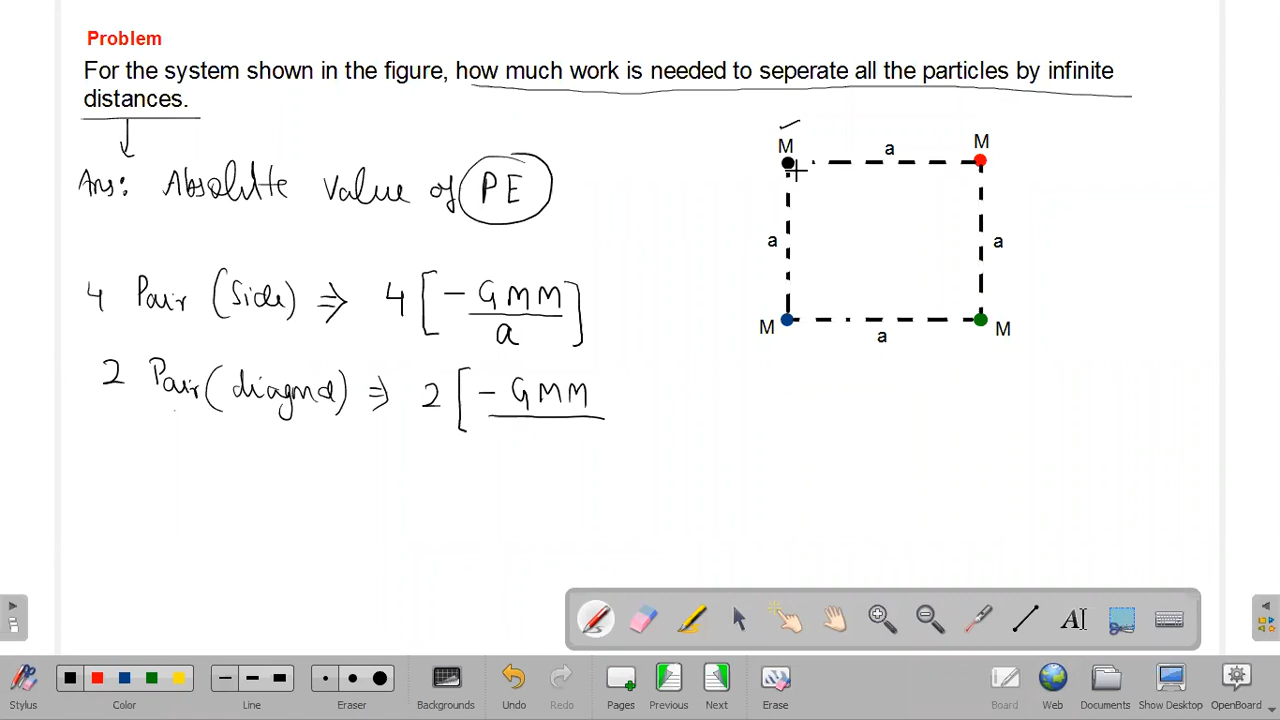 Problem
For the system shown in the figure, how much work is needed to seperate all the particles by infinite
distances.
Ans: Absolute value of PE
4 Pair (Side) ⇒ 4 [ - GMM / a ]
2 Pair (diagnal) ⇒ 2 [ - GMM
M
a
M
a
a
M
a
M
Stylus
Color
Line
Eraser
Backgrounds
Undo
Redo
Pages
Previous
Next
Erase
Board
Web
Documents
Show Desktop
OpenBoard